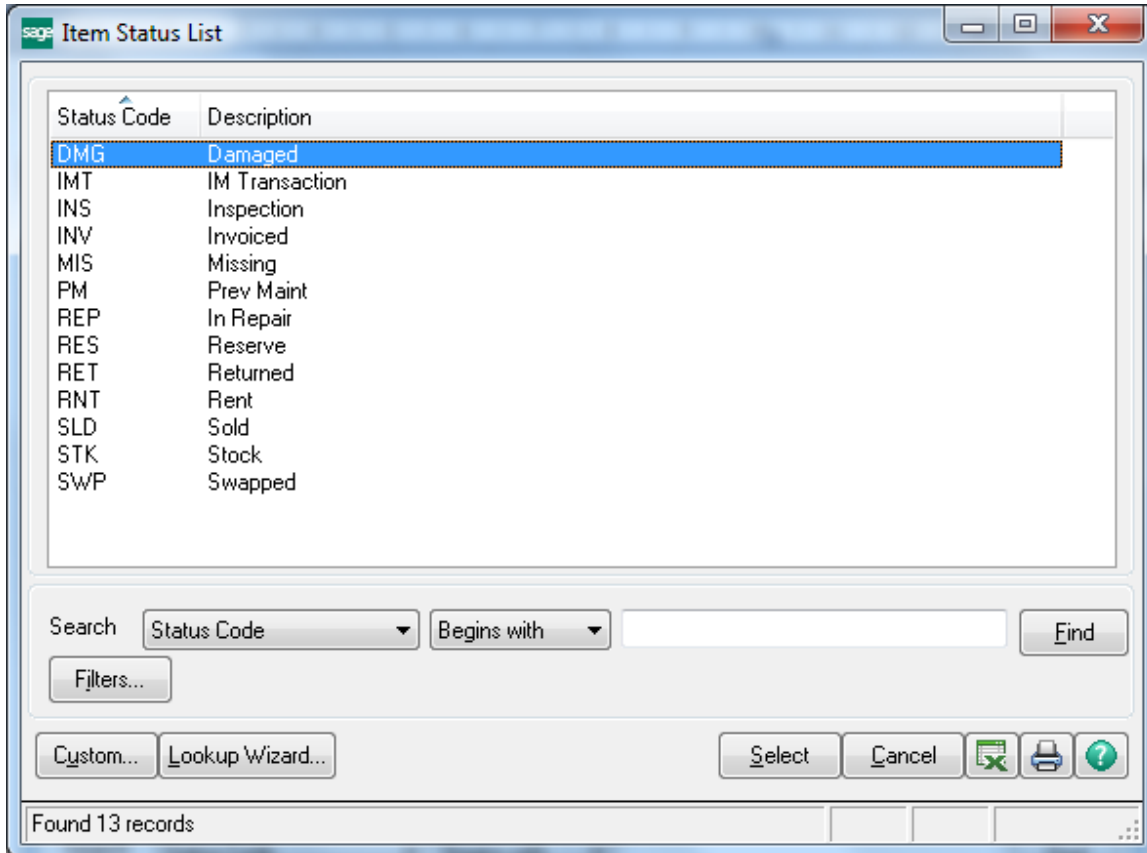 sage Item Status List
Status Code Description
DMG Damaged
IMT IM Transaction
INS Inspection
INV Invoiced
MIS Missing
PM Prev Maint
REP In Repair
RES Reserve
RET Returned
RNT Rent
SLD Sold
STK Stock
SWP Swapped
Search Status Code Begins with Find
Filters...
Custom... Lookup Wizard... Select Cancel
Found 13 records